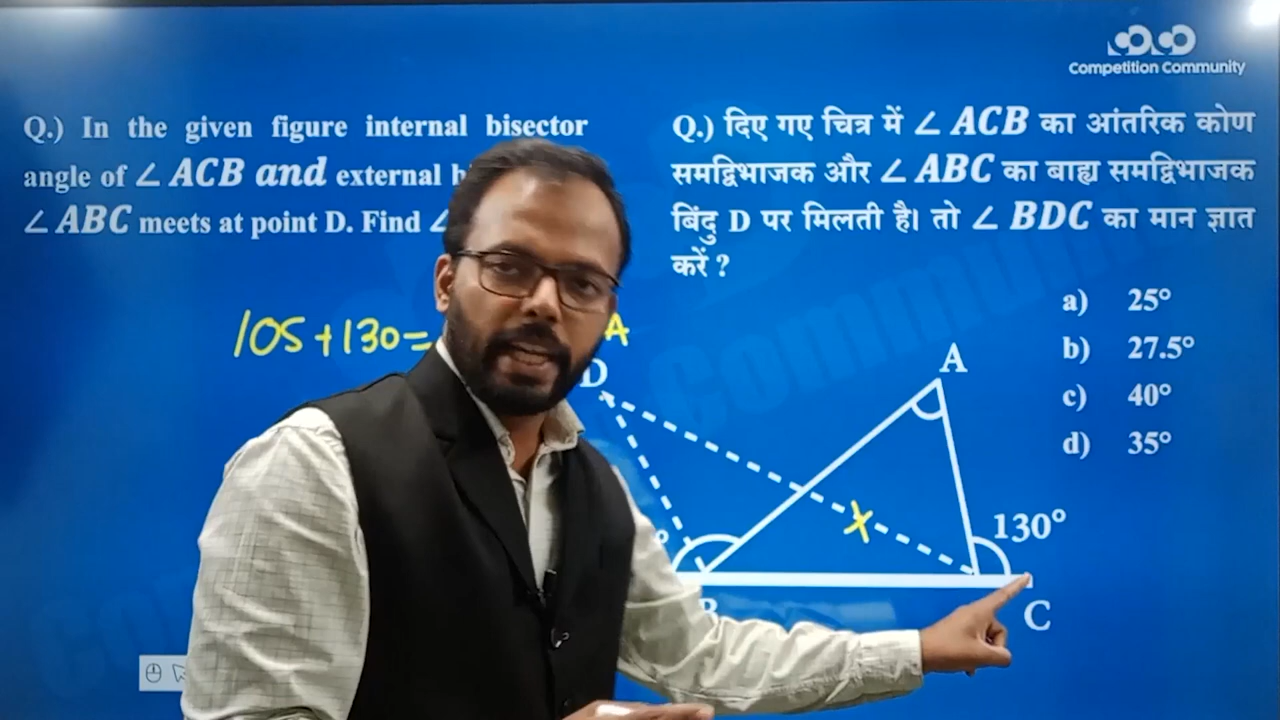 Competition Community
Q.) In the given figure internal bisector
angle of ∠ ACB and external
∠ ABC meets at point D. Find ∠
Q.) दिए गए चित्र में ∠ ACB का आंतरिक कोण
समद्विभाजक और ∠ ABC का बाह्य समद्विभाजक
बिंदु D पर मिलती है। तो ∠ BDC का मान ज्ञात
करें ?
a) 25°
b) 27.5°
c) 40°
d) 35°
105+130=
A
D
A
X
130°
B
C